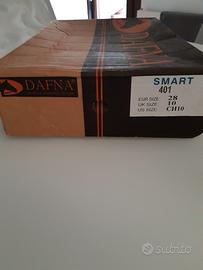 DAFNA
SMART
401
EUR SIZE: 28
UK SIZE: 10
US SIZE: CH10
subito